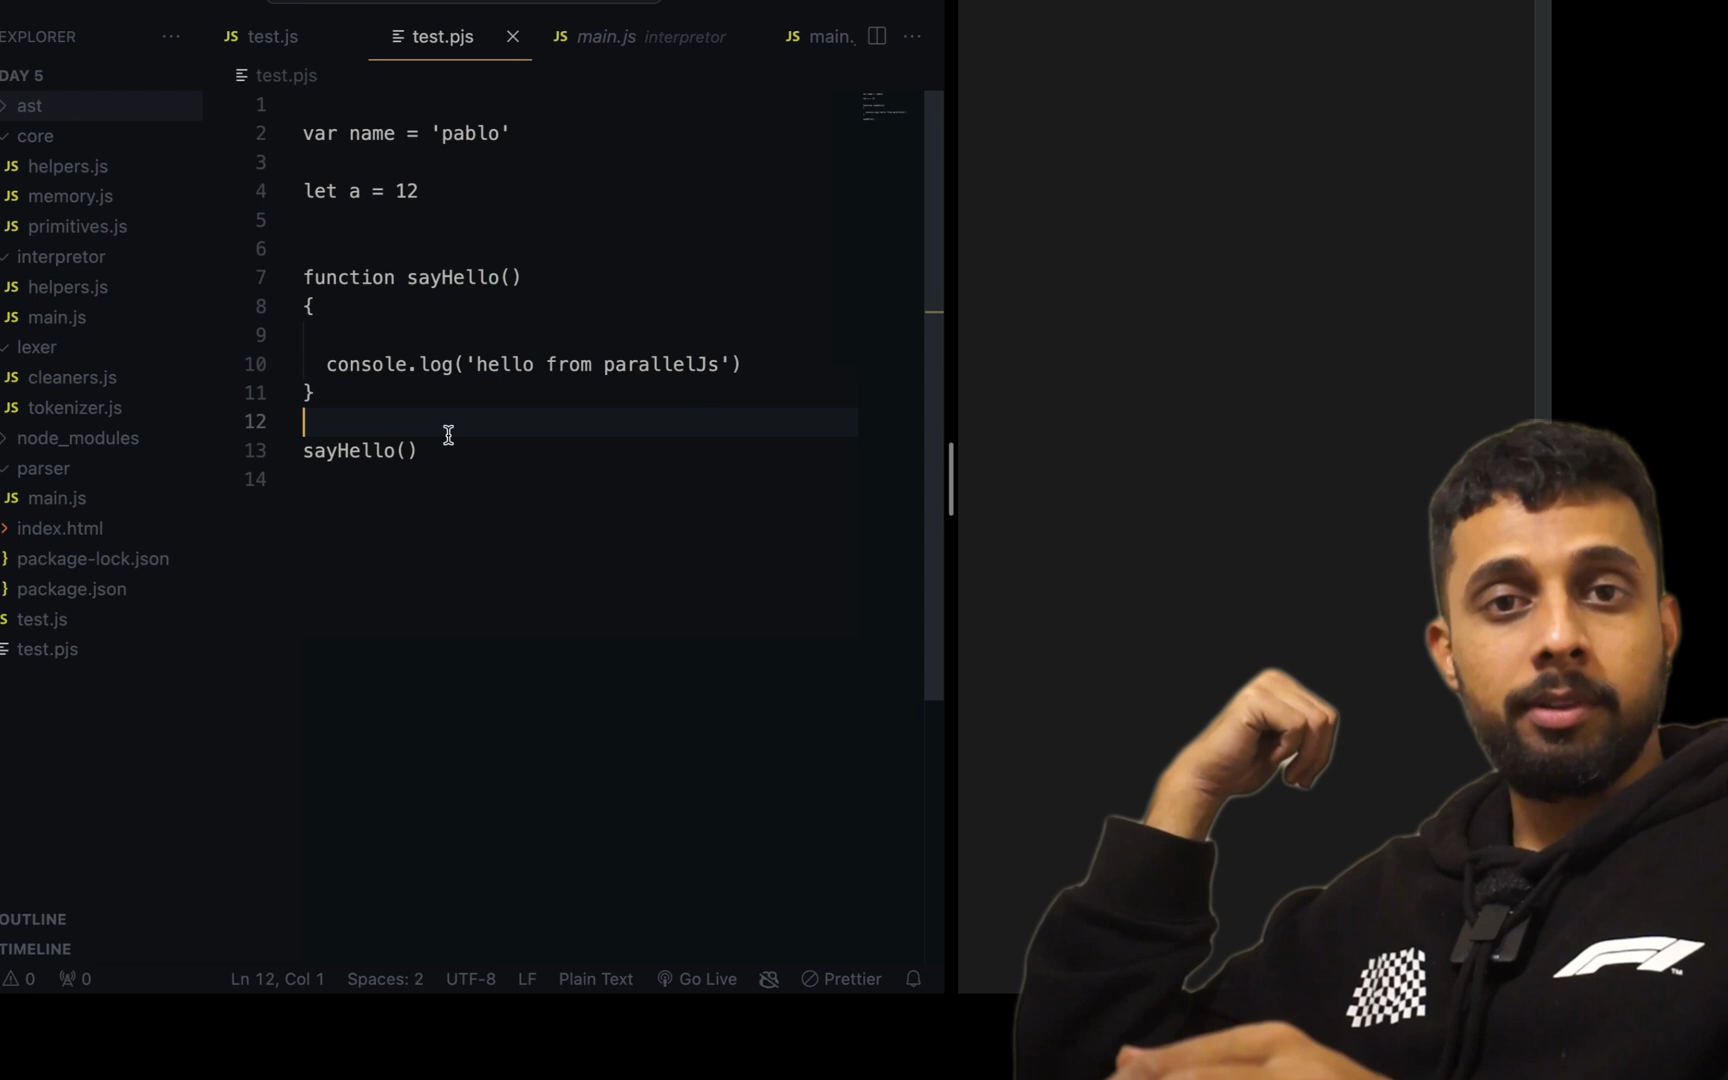 EXPLORER
DAY 5
ast
core
JS helpers.js
JS memory.js
JS primitives.js
interpretor
JS helpers.js
JS main.js
lexer
JS cleaners.js
JS tokenizer.js
node_modules
parser
JS main.js
index.html
package-lock.json
package.json
test.js
test.pjs
OUTLINE
TIMELINE
JS test.js
test.pjs
JS main.js interpretor
JS main.
test.pjs
1
2 var name = 'pablo'
3
4 let a = 12
5
6
7 function sayHello()
8 {
9
10 console.log('hello from parallelJs')
11 }
12
13 sayHello()
14
0 0 Ln 12, Col 1 Spaces: 2 UTF-8 LF Plain Text Go Live Prettier
F1
TM